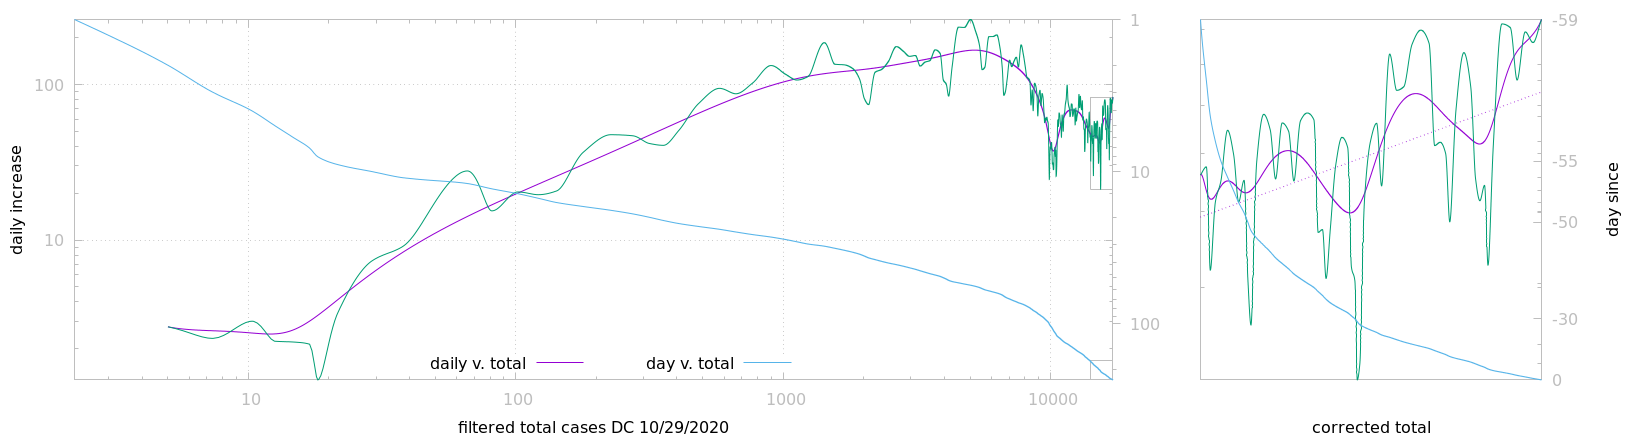 daily increase
100
10
1
10
100
daily v. total
day v. total
10
100
1000
10000
filtered total cases DC 10/29/2020
-59
-55
-50
-30
0
day since
corrected total